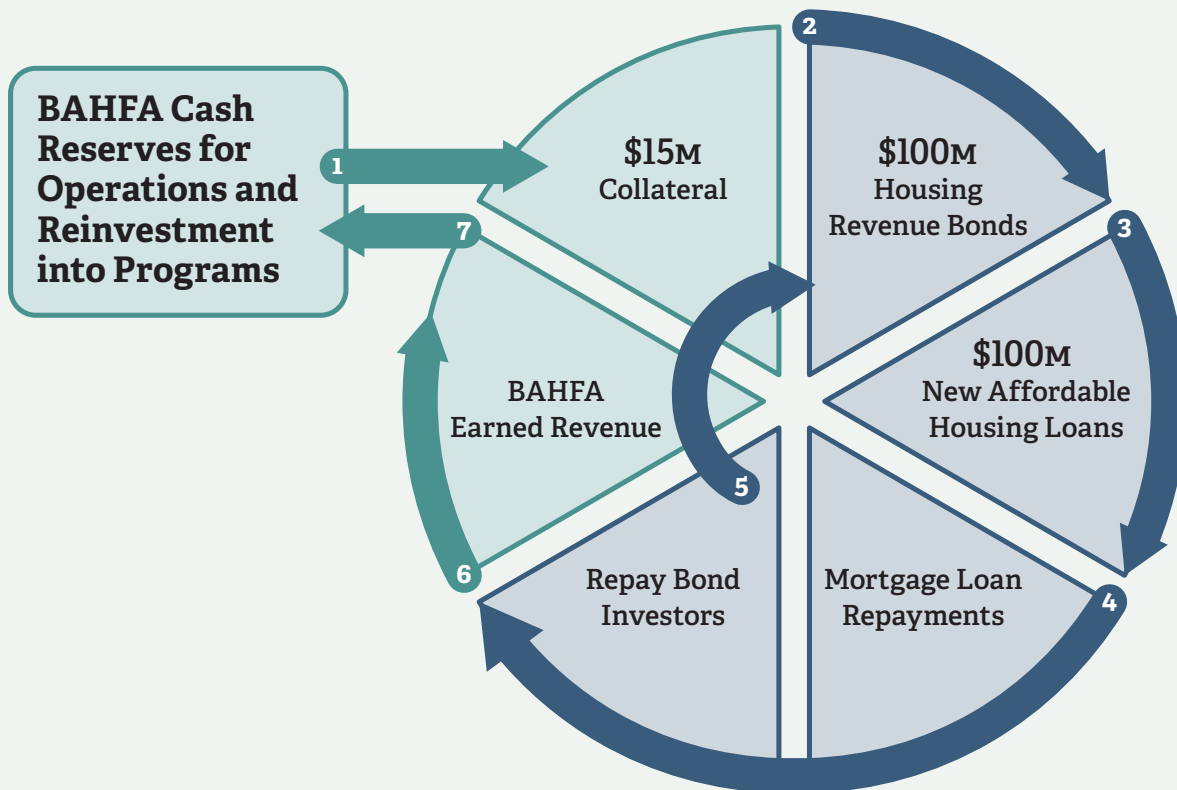 BAHFA Cash
Reserves for
Operations and
Reinvestment
into Programs
1
$15M
Collateral
2
$100M
Housing
Revenue Bonds
3
$100M
New Affordable
Housing Loans
4
Mortgage Loan
Repayments
5
Repay Bond
Investors
6
BAHFA
Earned Revenue
7